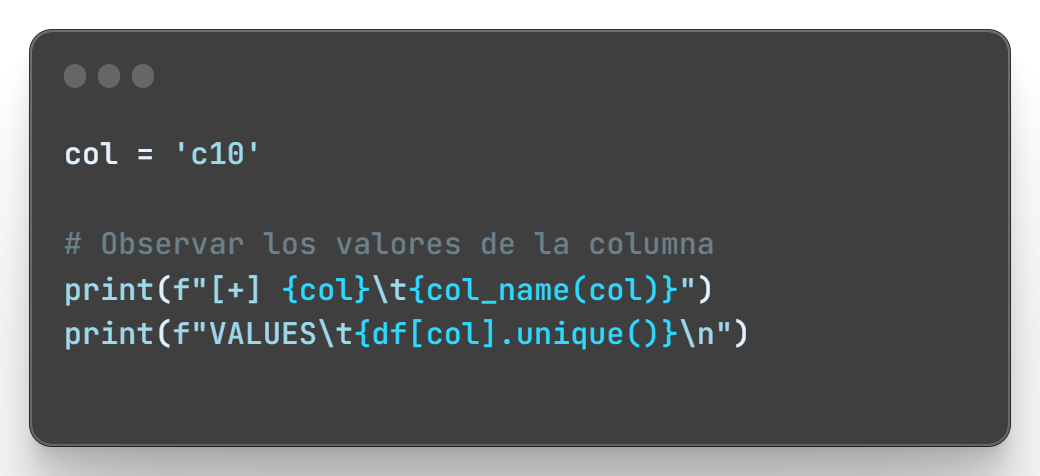 col = 'c10'
# Observar los valores de la columna
print(f"[+] {col}\t{col_name(col)}")
print(f"VALUES\t{df[col].unique()}\n")